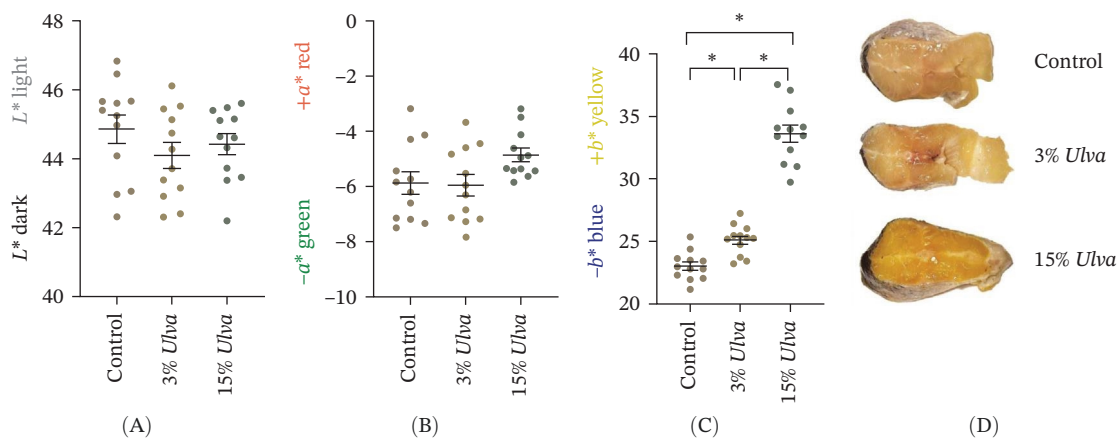 48
46
44
42
40
L* light
L* dark
Control
3% Ulva
15% Ulva
(A)
0
−2
−4
−6
−8
−10
+a* red
−a* green
Control
3% Ulva
15% Ulva
(B)
40
35
30
25
20
+b* yellow
−b* blue
*
*
*
Control
3% Ulva
15% Ulva
(C)
Control
3% Ulva
15% Ulva
(D)